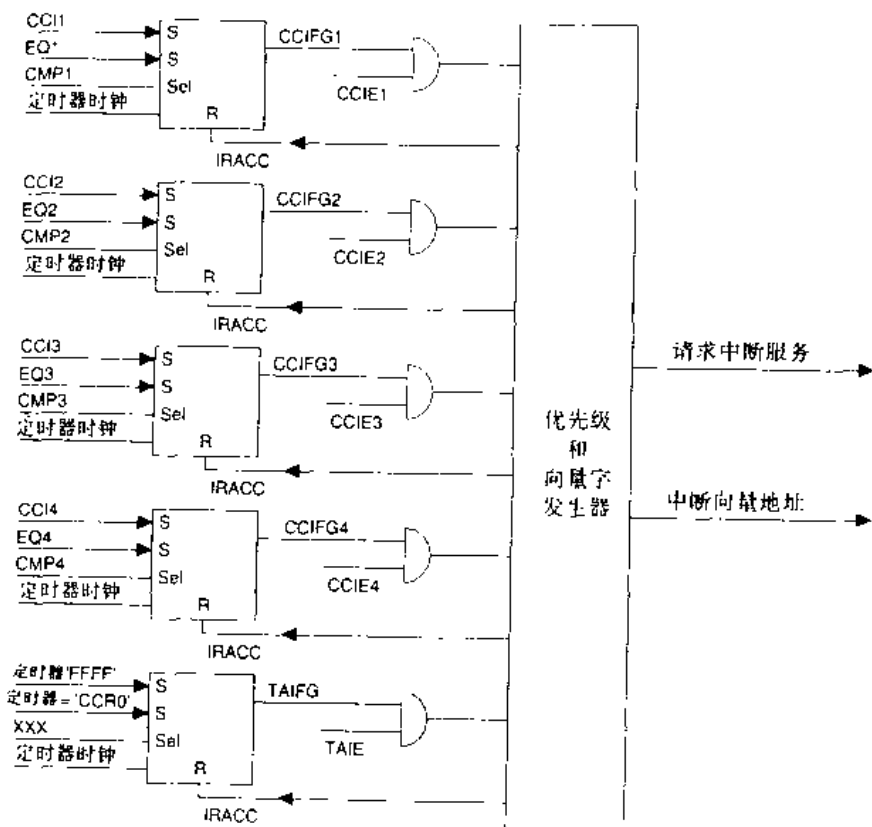 CCI1
EQ'
CMP1
定时器时钟
S
S
Sel
R
CCIFG1
CCIE1
IRACC
CCI2
EQ2
CMP2
定时器时钟
S
S
Sel
R
CCIFG2
CCIE2
IRACC
CCI3
EQ3
CMP3
定时器时钟
S
S
Sel
R
CCIFG3
CCIE3
IRACC
CCI4
EQ4
CMP4
定时器时钟
S
S
Sel
R
CCIFG4
CCIE4
IRACC
定时器'FFFF'
定时器='CCR0'
XXX
定时器时钟
S
S
Sel
R
TAIFG
TAIE
IRACC
优先级
和
向量字
发生器
请求中断服务
中断向量地址